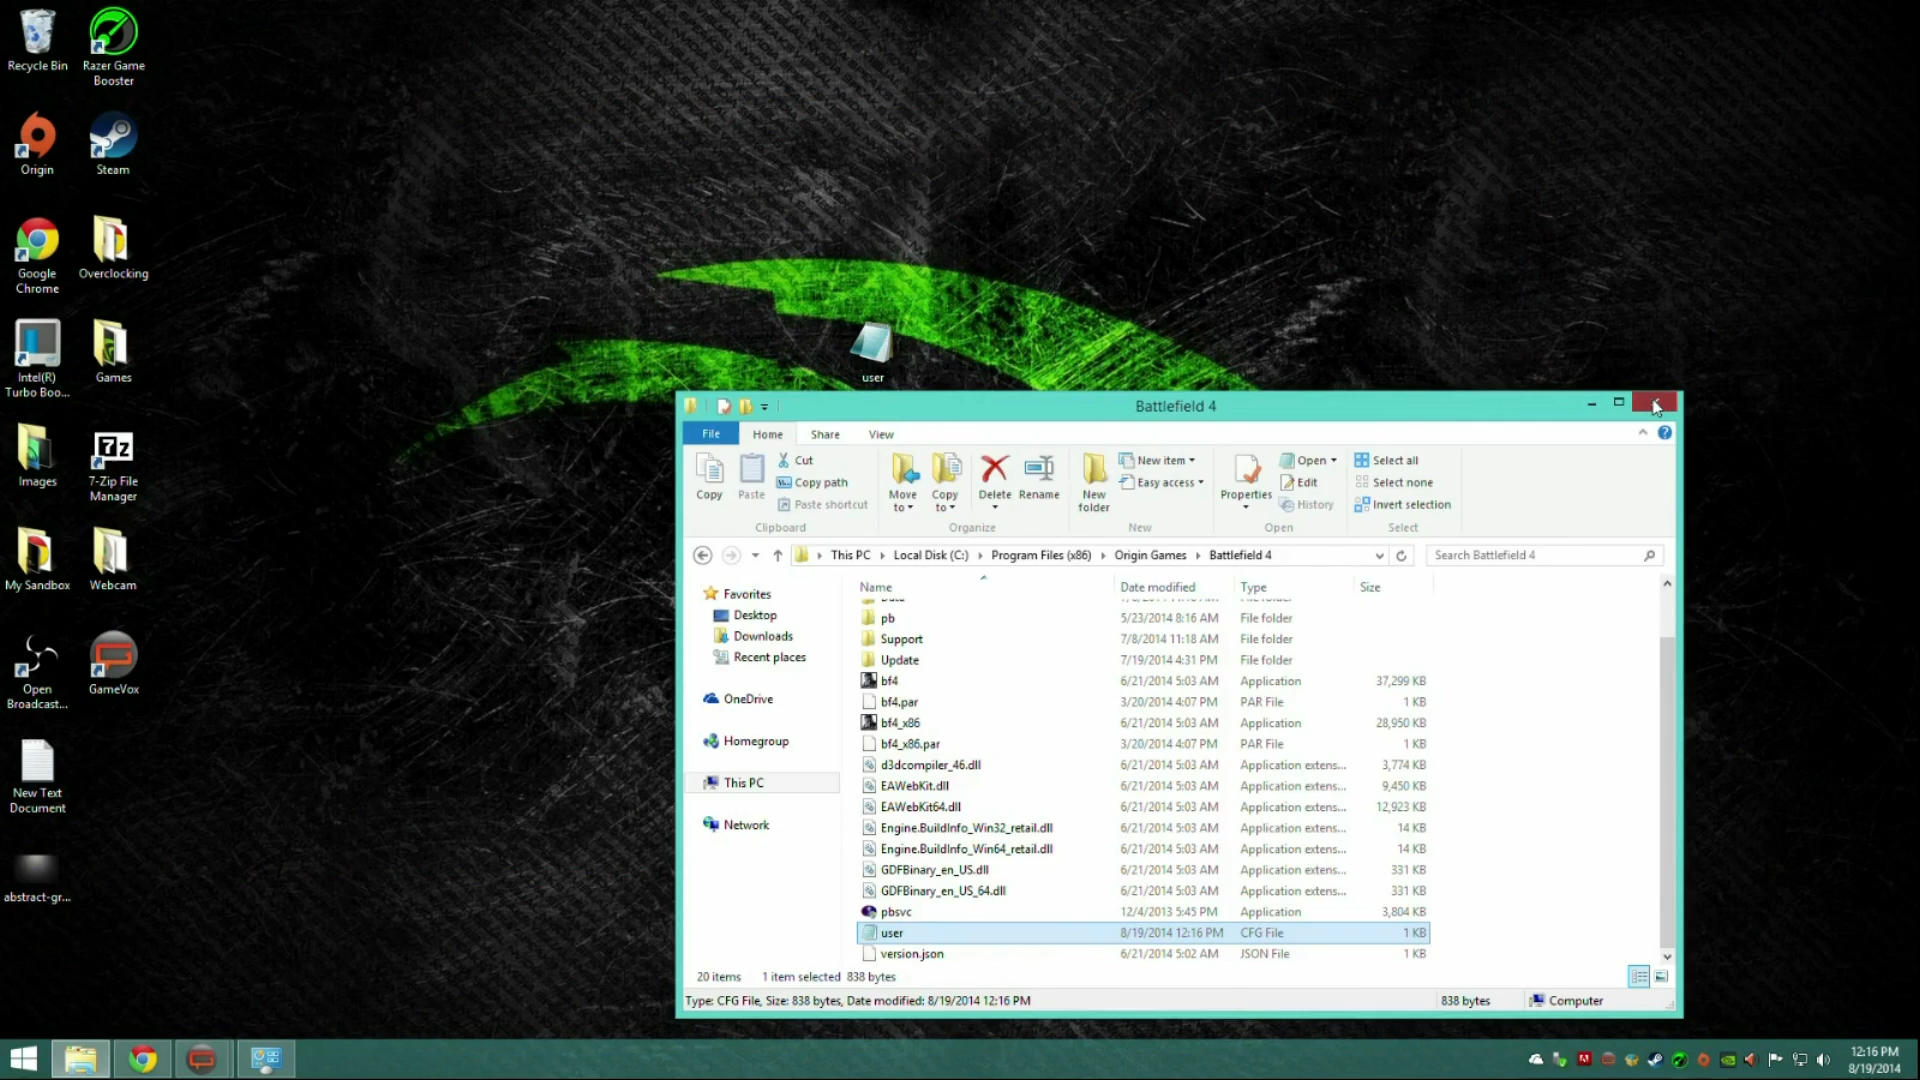 Recycle Bin
Razer Game
Booster
Origin
Steam
Google
Chrome
Overclocking
Intel(R)
Turbo Boo...
Games
Images
7-Zip File
Manager
My Sandbox
Webcam
Open
Broadcast...
GameVox
New Text
Document
abstract-gr...
user
Battlefield 4
File Home Share View
Copy
Paste
Cut
Copy path
Paste shortcut
Clipboard
Move
to
Copy
to
Delete
Rename
Organize
New
folder
New item
Easy access
New
Properties
Open
Edit
History
Open
Select all
Select none
Invert selection
Select
This PC Local Disk (C:) Program Files (x86) Origin Games Battlefield 4
Search Battlefield 4
Favorites
Desktop
Downloads
Recent places
OneDrive
Homegroup
This PC
Network
Name Date modified Type Size
pb 5/23/2014 8:16 AM File folder
Support 7/8/2014 11:18 AM File folder
Update 7/19/2014 4:31 PM File folder
bf4 6/21/2014 5:03 AM Application 37,299 KB
bf4.par 3/20/2014 4:07 PM PAR File 1 KB
bf4_x86 6/21/2014 5:03 AM Application 28,950 KB
bf4_x86.par 3/20/2014 4:07 PM PAR File 1 KB
d3dcompiler_46.dll 6/21/2014 5:03 AM Application extens... 3,774 KB
EAWebKit.dll 6/21/2014 5:03 AM Application extens... 9,450 KB
EAWebKit64.dll 6/21/2014 5:03 AM Application extens... 12,923 KB
Engine.BuildInfo_Win32_retail.dll 6/21/2014 5:03 AM Application extens... 14 KB
Engine.BuildInfo_Win64_retail.dll 6/21/2014 5:03 AM Application extens... 14 KB
GDFBinary_en_US.dll 6/21/2014 5:03 AM Application extens... 331 KB
GDFBinary_en_US_64.dll 6/21/2014 5:03 AM Application extens... 331 KB
pbsvc 12/4/2013 5:45 PM Application 3,804 KB
user 8/19/2014 12:16 PM CFG File 1 KB
version.json 6/21/2014 5:02 AM JSON File 1 KB
20 items 1 item selected 838 bytes
Type: CFG File, Size: 838 bytes, Date modified: 8/19/2014 12:16 PM
838 bytes
Computer
12:16 PM
8/19/2014